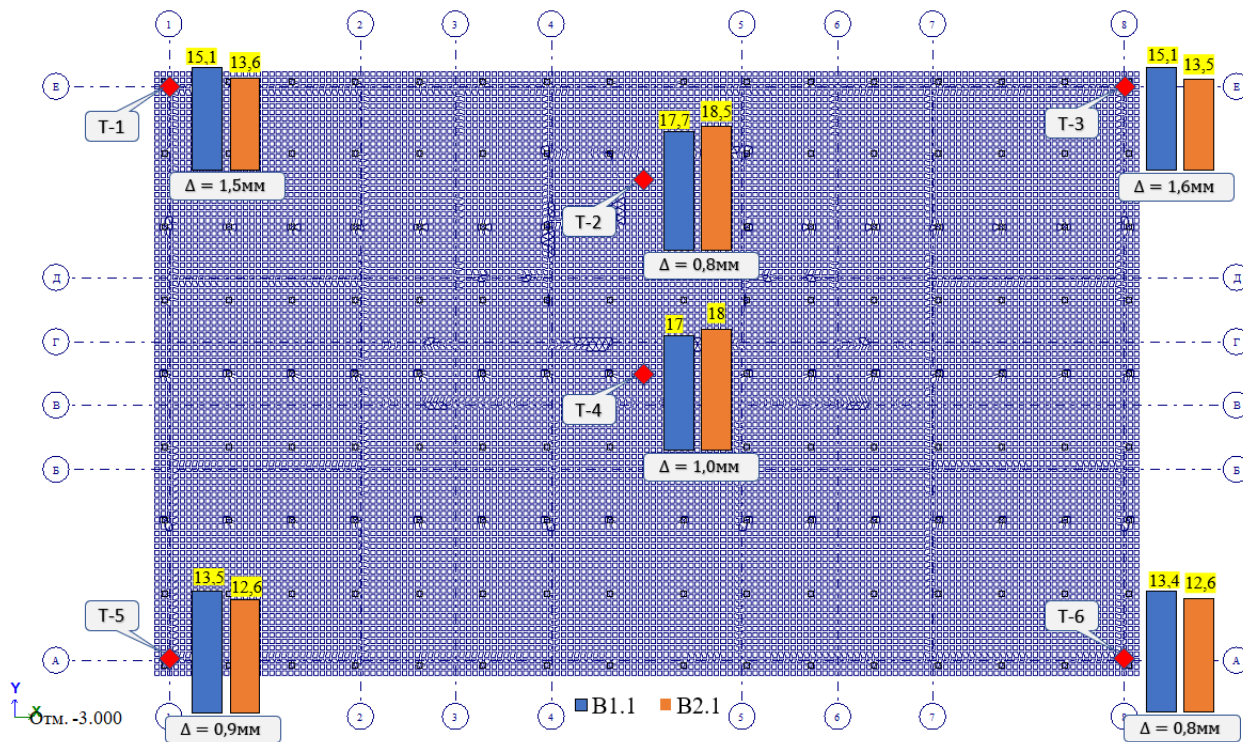 1 2 3 4 5 6 7 8
15,1 13,6
15,1 13,5
Е Е
Т-1
Т-3
17,7 18,5
Δ = 1,5мм
Δ = 1,6мм
Т-2
Δ = 0,8мм
Д Д
17 18
Г Г
Т-4
В В
Δ = 1,0мм
Б Б
13,5 12,6
13,4 12,6
Т-5
Т-6
А А
Y
X
Отм. -3.000
В1.1 В2.1
2 3 4 5 6 7
Δ = 0,9мм
Δ = 0,8мм